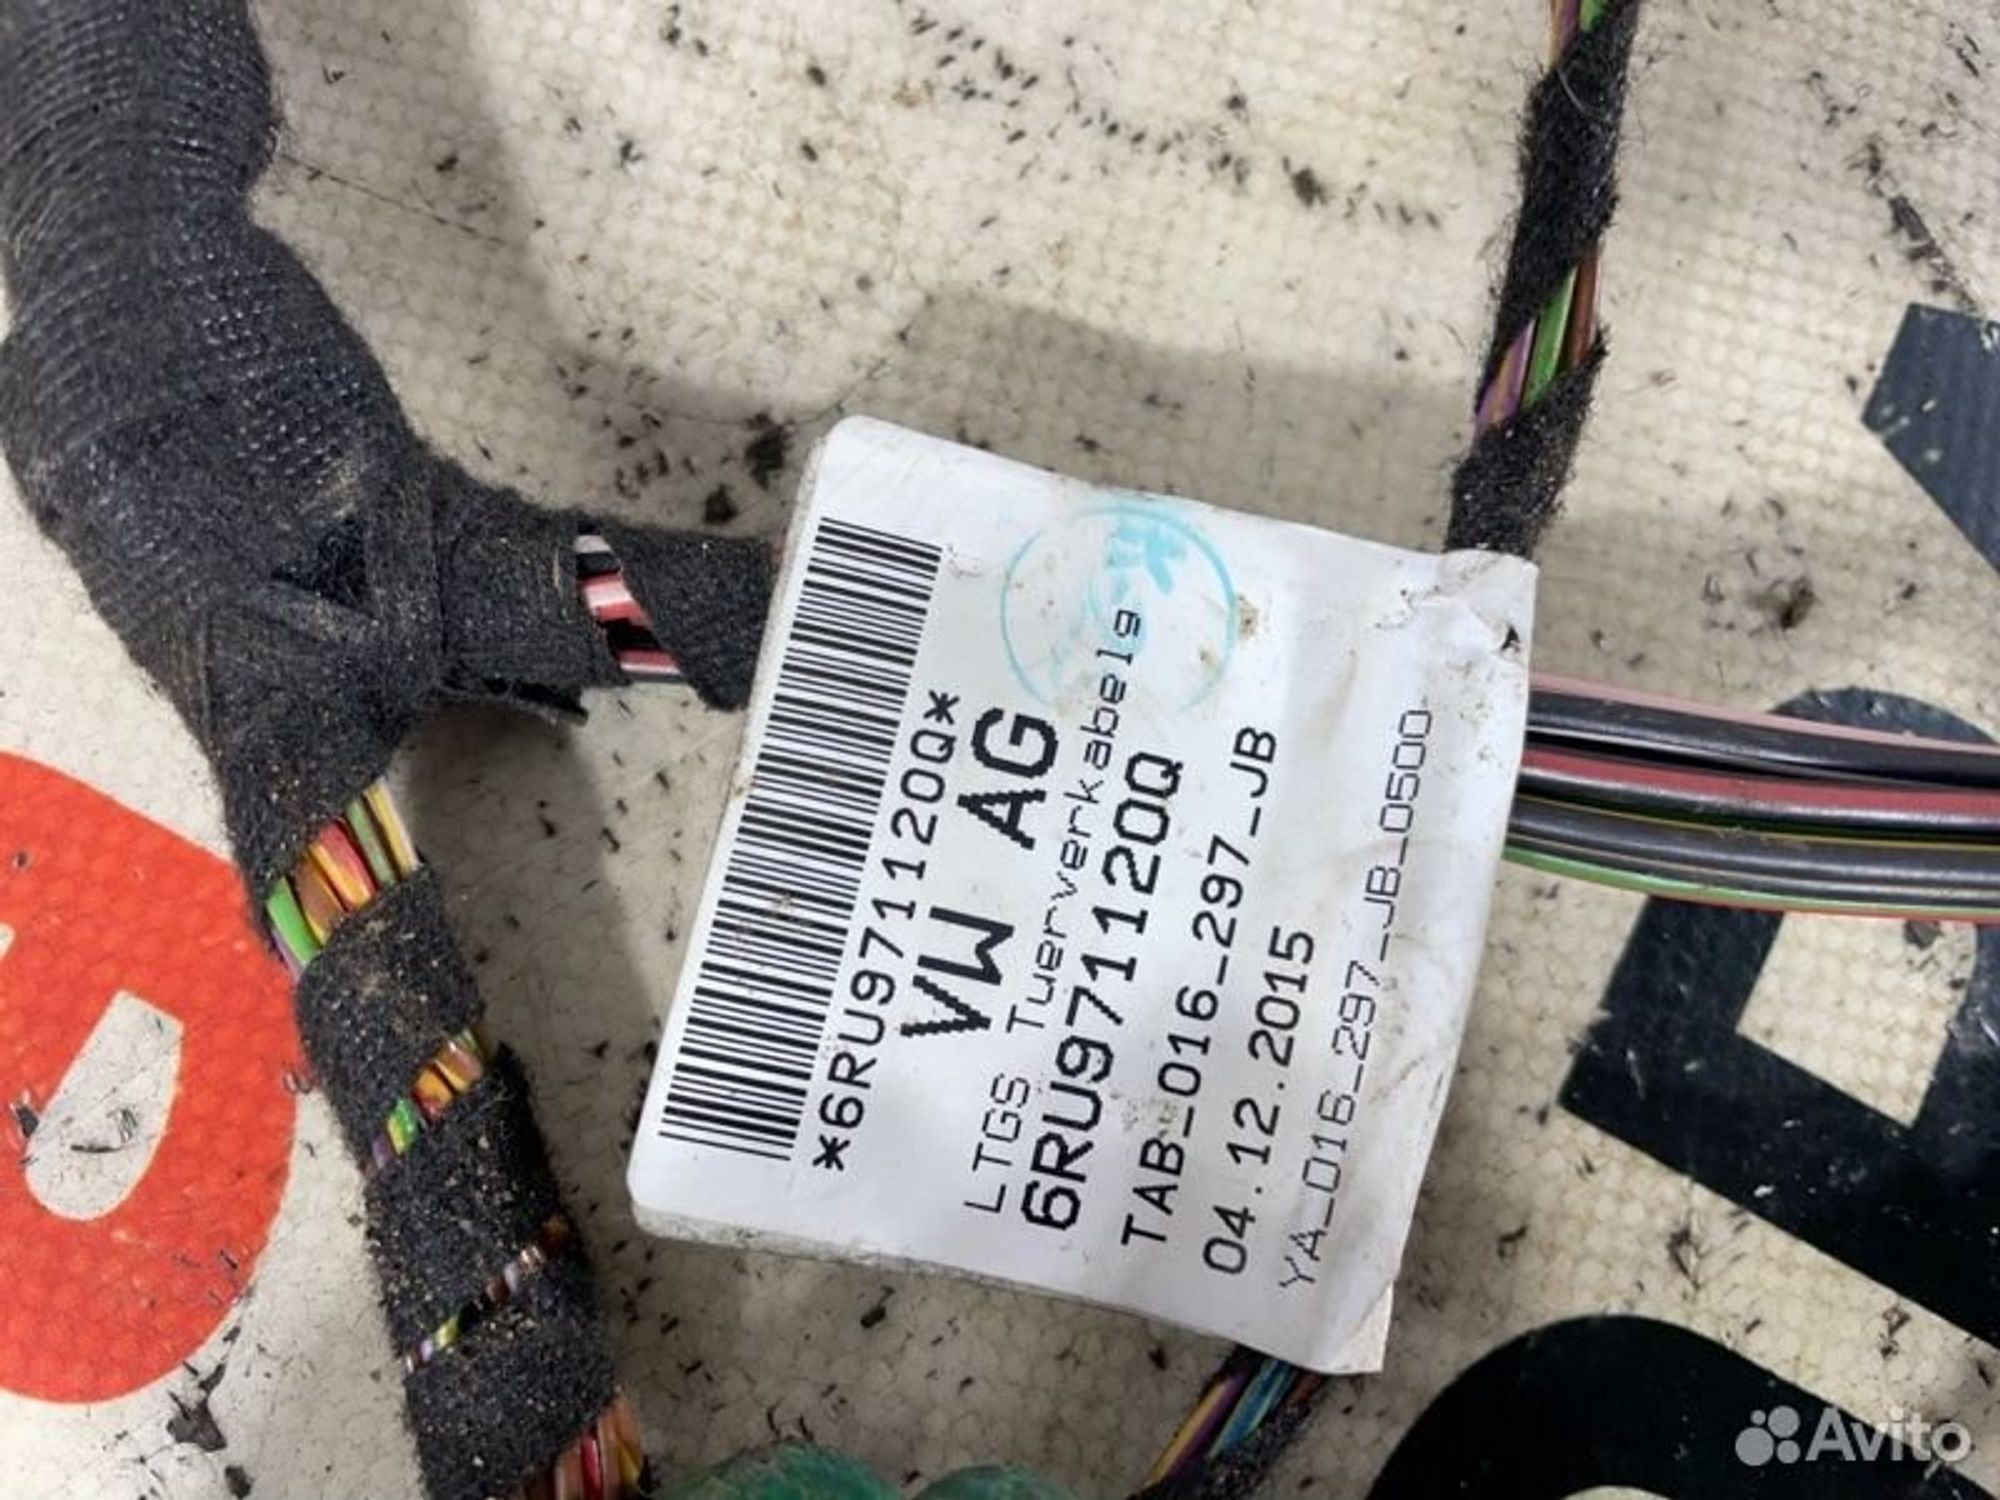 *6RU971120Q*
VW AG
LTGS Tuerverkabelg
6RU971120Q
TAB_016_297_JB
04.12.2015
YA_016_297_JB_0500
Avito